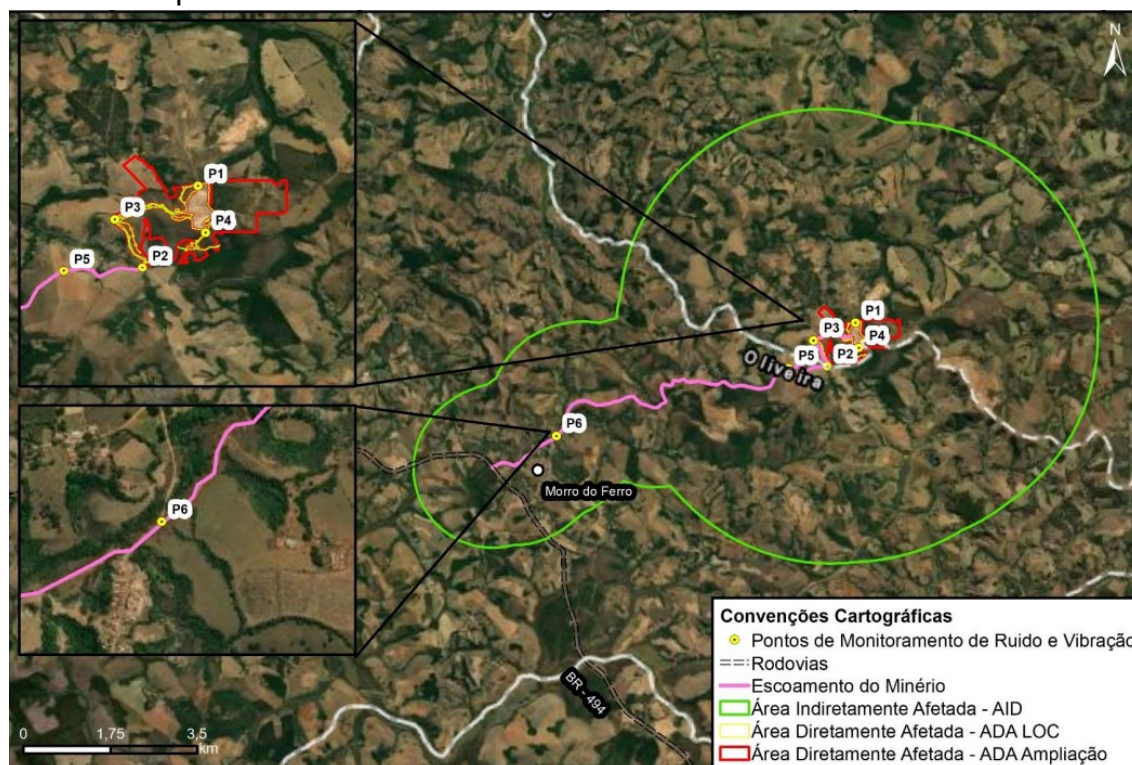 P1
P3
P4
P2
P5
P6
N
P1
P3
P4
P5
P2
Oliveira
P6
Morro do Ferro
BR - 494
0 1,75 3,5
km
Convenções Cartográficas
Pontos de Monitoramento de Ruido e Vibração
Rodovias
Escoamento do Minério
Área Indiretamente Afetada - AID
Área Diretamente Afetada - ADA LOC
Área Diretamente Afetada - ADA Ampliação